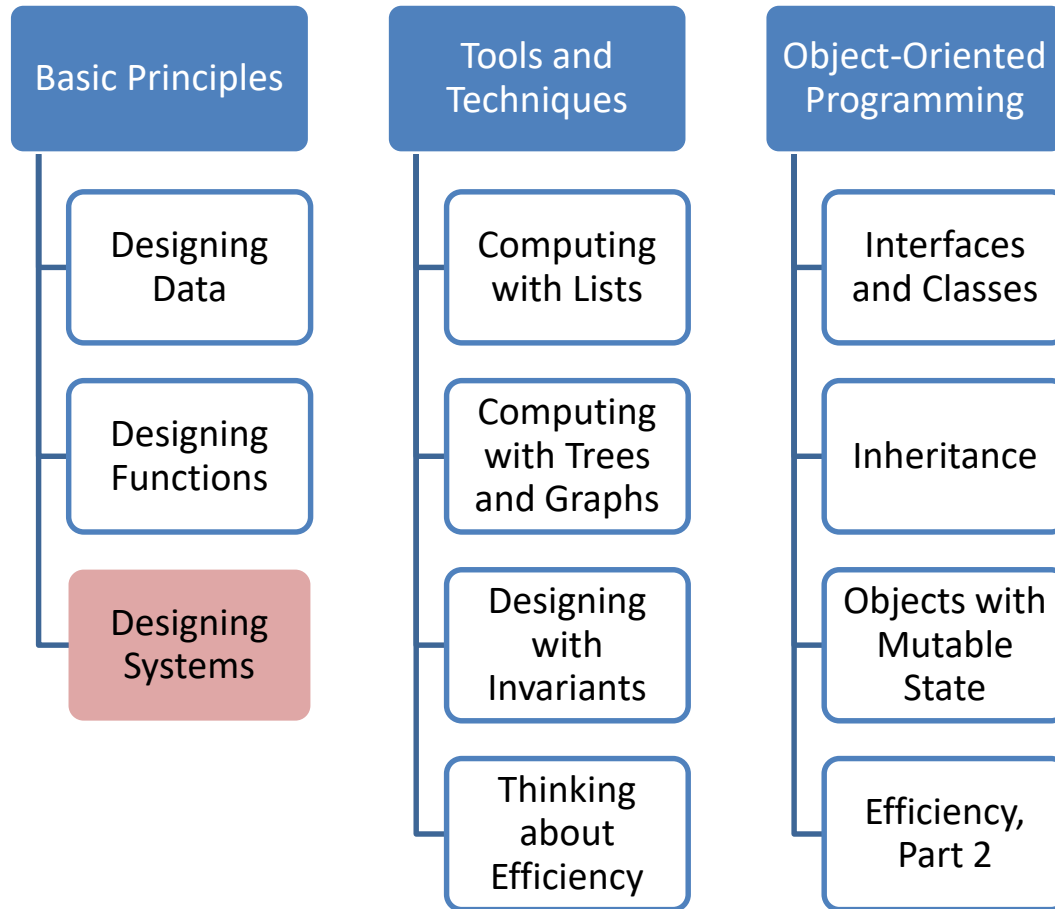 Basic Principles
Designing
Data
Designing
Functions
Designing
Systems
Tools and
Techniques
Computing
with Lists
Computing
with Trees
and Graphs
Designing
with
Invariants
Thinking
about
Efficiency
Object-Oriented
Programming
Interfaces
and Classes
Inheritance
Objects with
Mutable
State
Efficiency,
Part 2